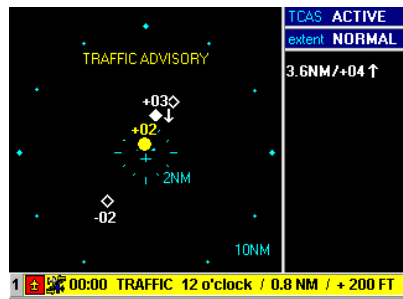 TCAS ACTIVE
extent NORMAL
TRAFFIC ADVISORY
3.6NM/+04↑
+03
+02
2NM
-02
10NM
1 00:00 TRAFFIC 12 o'clock / 0.8 NM / + 200 FT